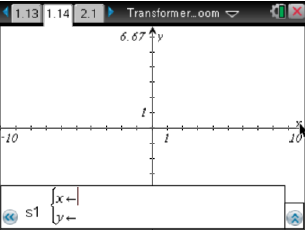 1.13 1.14 2.1 Transformer…oom
6.67 y
1
x
-10 1 10
s1 x←
y←